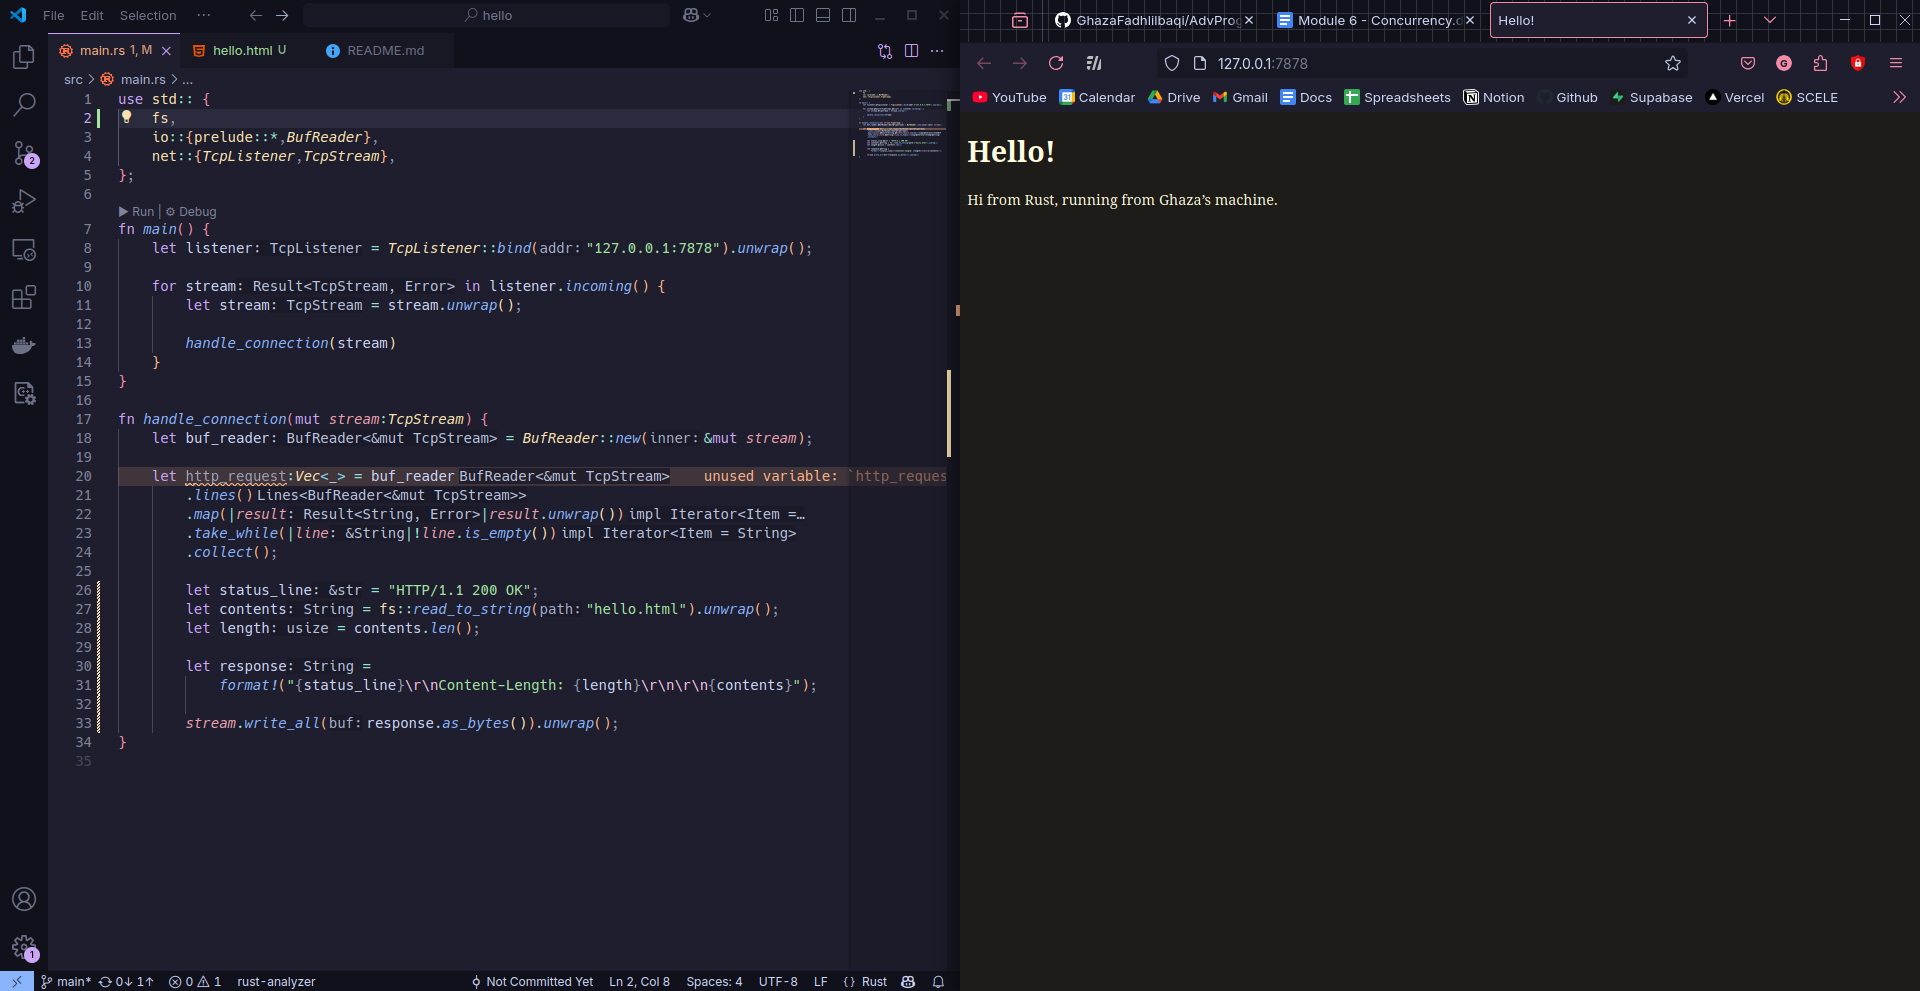 File Edit Selection ··· hello
main.rs 1, M hello.html U README.md
src > main.rs > ...
1 use std:: {
2 fs,
3 io::{prelude::*,BufReader},
4 net::{TcpListener,TcpStream},
5 };
6
Run | Debug
7 fn main() {
8 let listener: TcpListener = TcpListener::bind(addr: "127.0.0.1:7878").unwrap();
9
10 for stream: Result<TcpStream, Error> in listener.incoming() {
11 let stream: TcpStream = stream.unwrap();
12
13 handle_connection(stream)
14 }
15 }
16
17 fn handle_connection(mut stream:TcpStream) {
18 let buf_reader: BufReader<&mut TcpStream> = BufReader::new(inner: &mut stream);
19
20 let http_request:Vec<_> = buf_reader BufReader<&mut TcpStream> unused variable: `http_reques
21 .lines() Lines<BufReader<&mut TcpStream>>
22 .map(|result: Result<String, Error>|result.unwrap()) impl Iterator<Item =…
23 .take_while(|line: &String|!line.is_empty()) impl Iterator<Item = String>
24 .collect();
25
26 let status_line: &str = "HTTP/1.1 200 OK";
27 let contents: String = fs::read_to_string(path: "hello.html").unwrap();
28 let length: usize = contents.len();
29
30 let response: String =
31 format!("{status_line}\r\nContent-Length: {length}\r\n\r\n{contents}");
32
33 stream.write_all(buf: response.as_bytes()).unwrap();
34 }
35
2
1
main* 0↓ 1↑ 0 1 rust-analyzer Not Committed Yet Ln 2, Col 8 Spaces: 4 UTF-8 LF {} Rust
GhazaFadhlilbaqi/AdvProg Module 6 - Concurrency.d Hello!
127.0.0.1:7878
YouTube Calendar Drive Gmail Docs Spreadsheets Notion Github Supabase Vercel SCELE
Hello!
Hi from Rust, running from Ghaza’s machine.